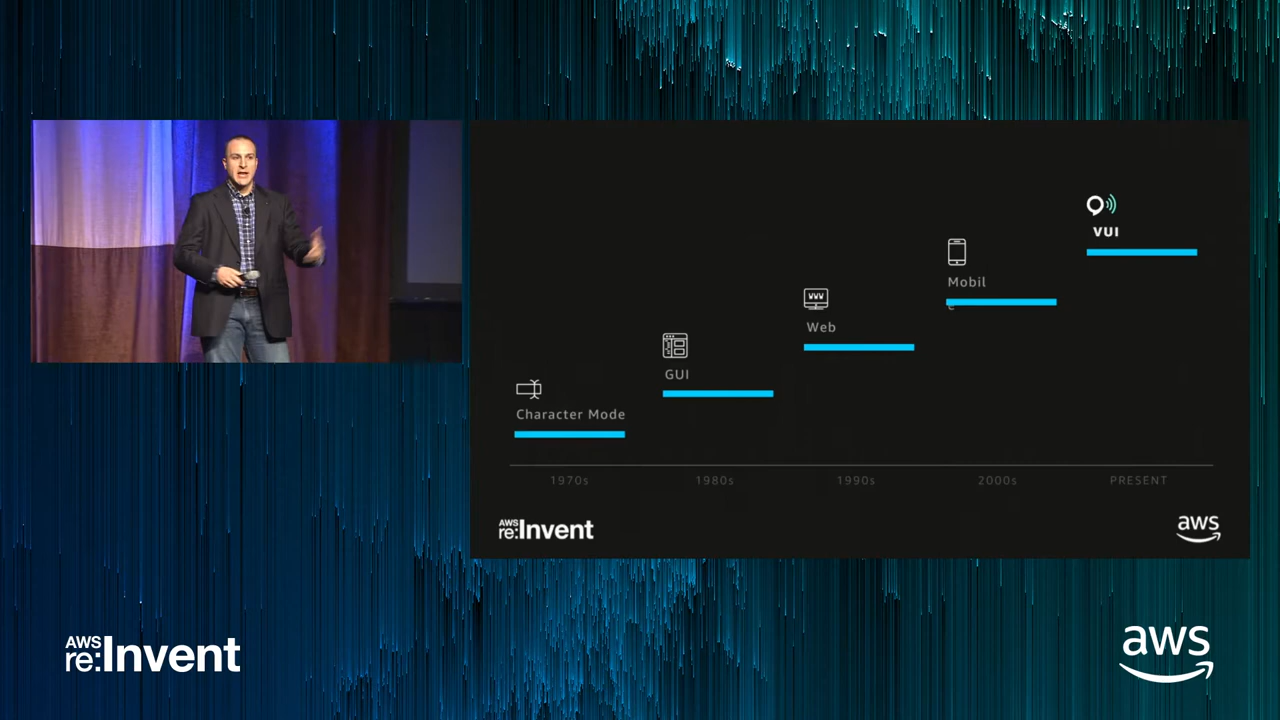 VUI
Mobil
e
Web
GUI
Character Mode
1970s 1980s 1990s 2000s PRESENT
AWS
re:Invent
aws
AWS
re:Invent
aws